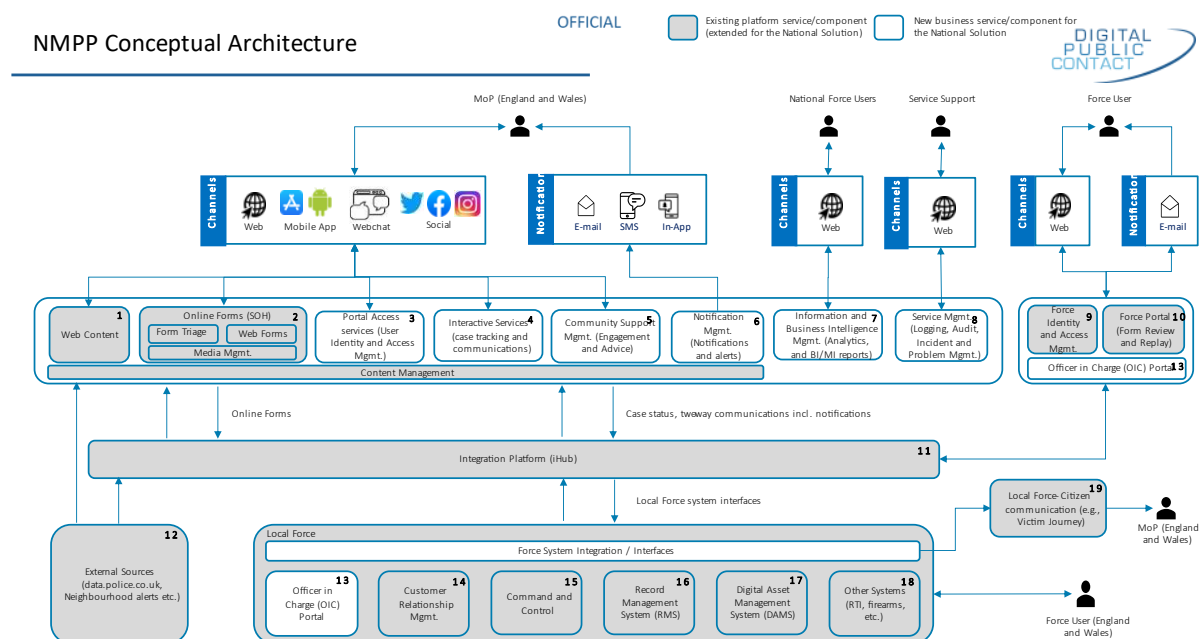 OFFICIAL
Existing platform service/component
(extended for the National Solution)
New business service/component for
the National Solution
NMPP Conceptual Architecture
DIGITAL
PUBLIC
CONTACT
MoP (England and Wales)
National Force Users
Service Support
Force User
Channels
Web
Mobile App
Webchat
Social
Notification
E-mail
SMS
In-App
Channels
Web
Channels
Web
Channels
Web
Notification
E-mail
1
Web Content
Online Forms (SOH)
2
Form Triage
Web Forms
Media Mgmt.
Portal Access
3
services (User
Identity and Access
Mgmt.)
Interactive Services
4
(case tracking and
communications)
Community Support
5
Mgmt. (Engagement
and Advice)
Notification
6
Mgmt.
(Notifications
and alerts)
Information and
7
Business Intelligence
Mgmt. (Analytics,
and BI/MI reports)
Service Mgmt.
8
(Logging, Audit,
Incident and
Problem Mgmt.)
Content Management
Force
9
Identity
and Access
Mgmt.
Force Portal
10
(Form Review
and Replay)
Officer in Charge (OIC) Portal
13
Online Forms
Case status, tweway communications incl. notifications
Integration Platform (iHub)
11
Local Force system interfaces
12
External Sources
(data.police.co.uk,
Neighbourhood alerts etc.)
Local Force
Force System Integration / Interfaces
13
Officer in
Charge (OIC)
Portal
14
Customer
Relationship
Mgmt.
15
Command and
Control
16
Record
Management
System (RMS)
17
Digital Asset
Management
System (DAMS)
18
Other Systems
(RTI, firearms,
etc.)
19
Local Force-Citizen
communication (e.g.,
Victim Journey)
MoP (England
and Wales)
Force User (England
and Wales)